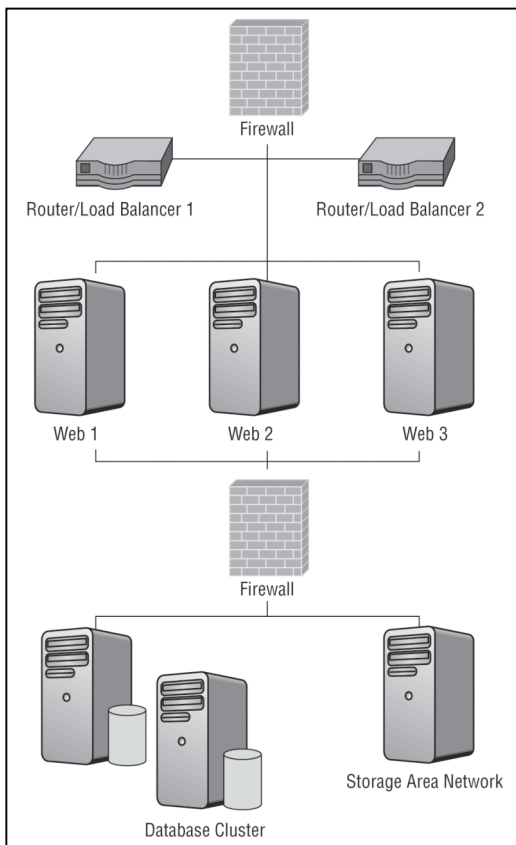 Firewall
Router/Load Balancer 1
Router/Load Balancer 2
Web 1
Web 2
Web 3
Firewall
Storage Area Network
Database Cluster